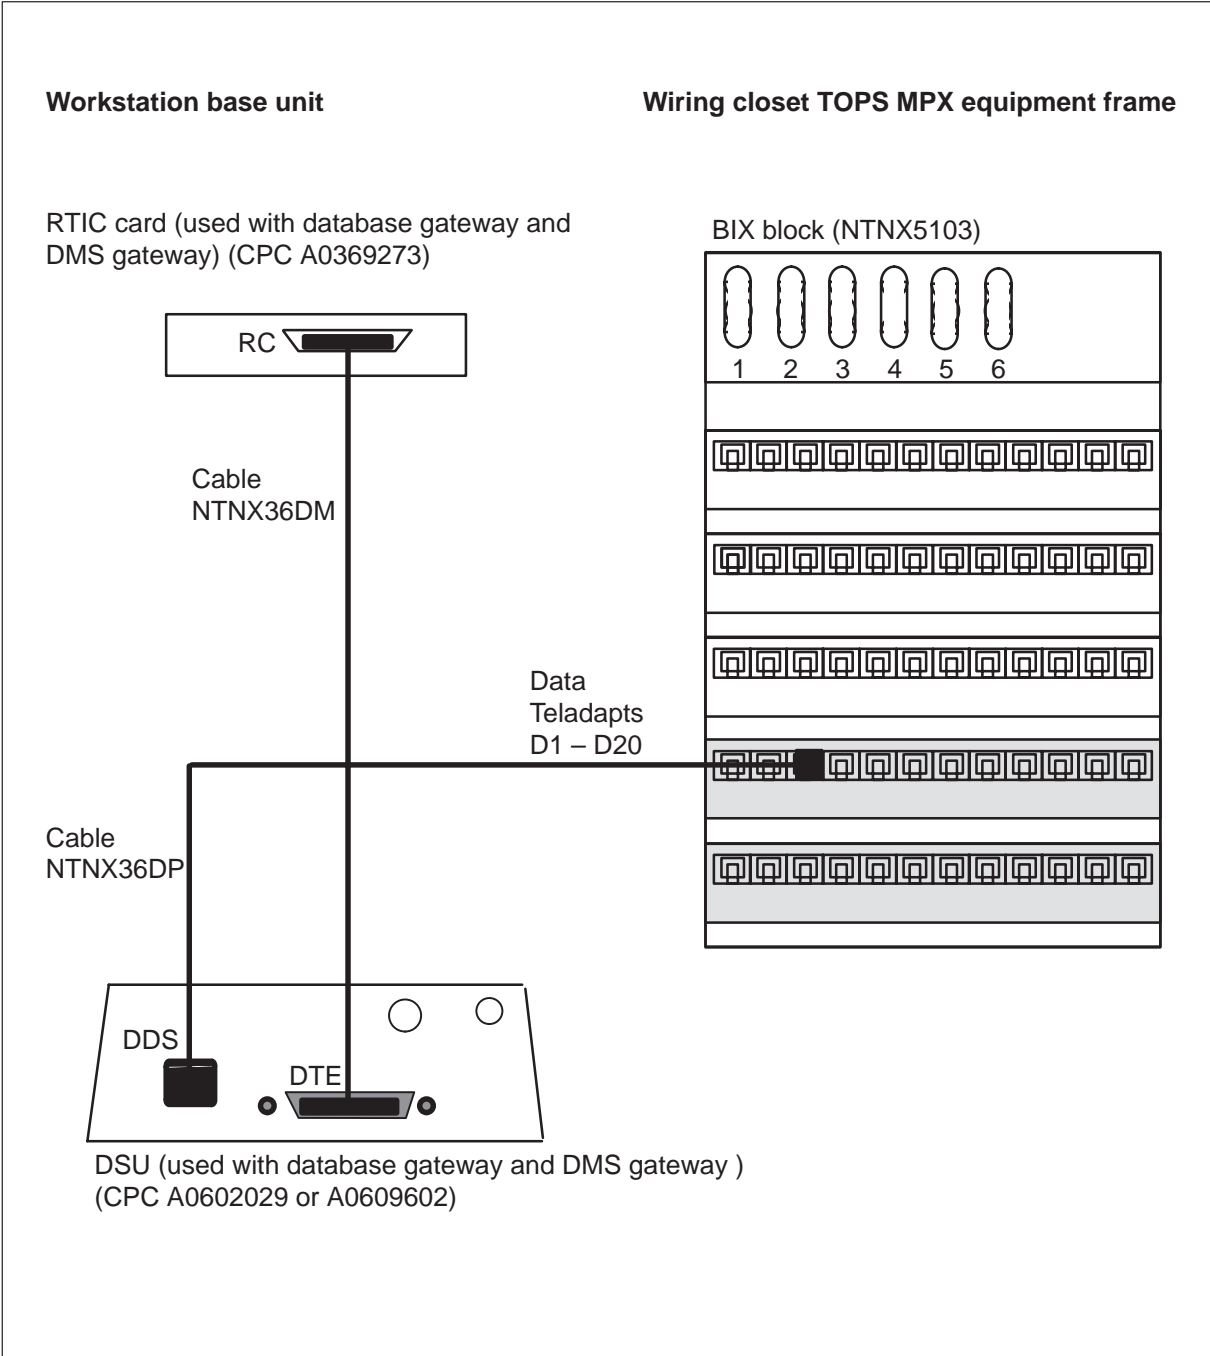 Workstation base unit
Wiring closet TOPS MPX equipment frame
RTIC card (used with database gateway and
DMS gateway) (CPC A0369273)
BIX block (NTNX5103)
RC
1 2 3 4 5 6
Cable
NTNX36DM
Data
Teladapts
D1 – D20
Cable
NTNX36DP
DDS
DTE
DSU (used with database gateway and DMS gateway )
(CPC A0602029 or A0609602)